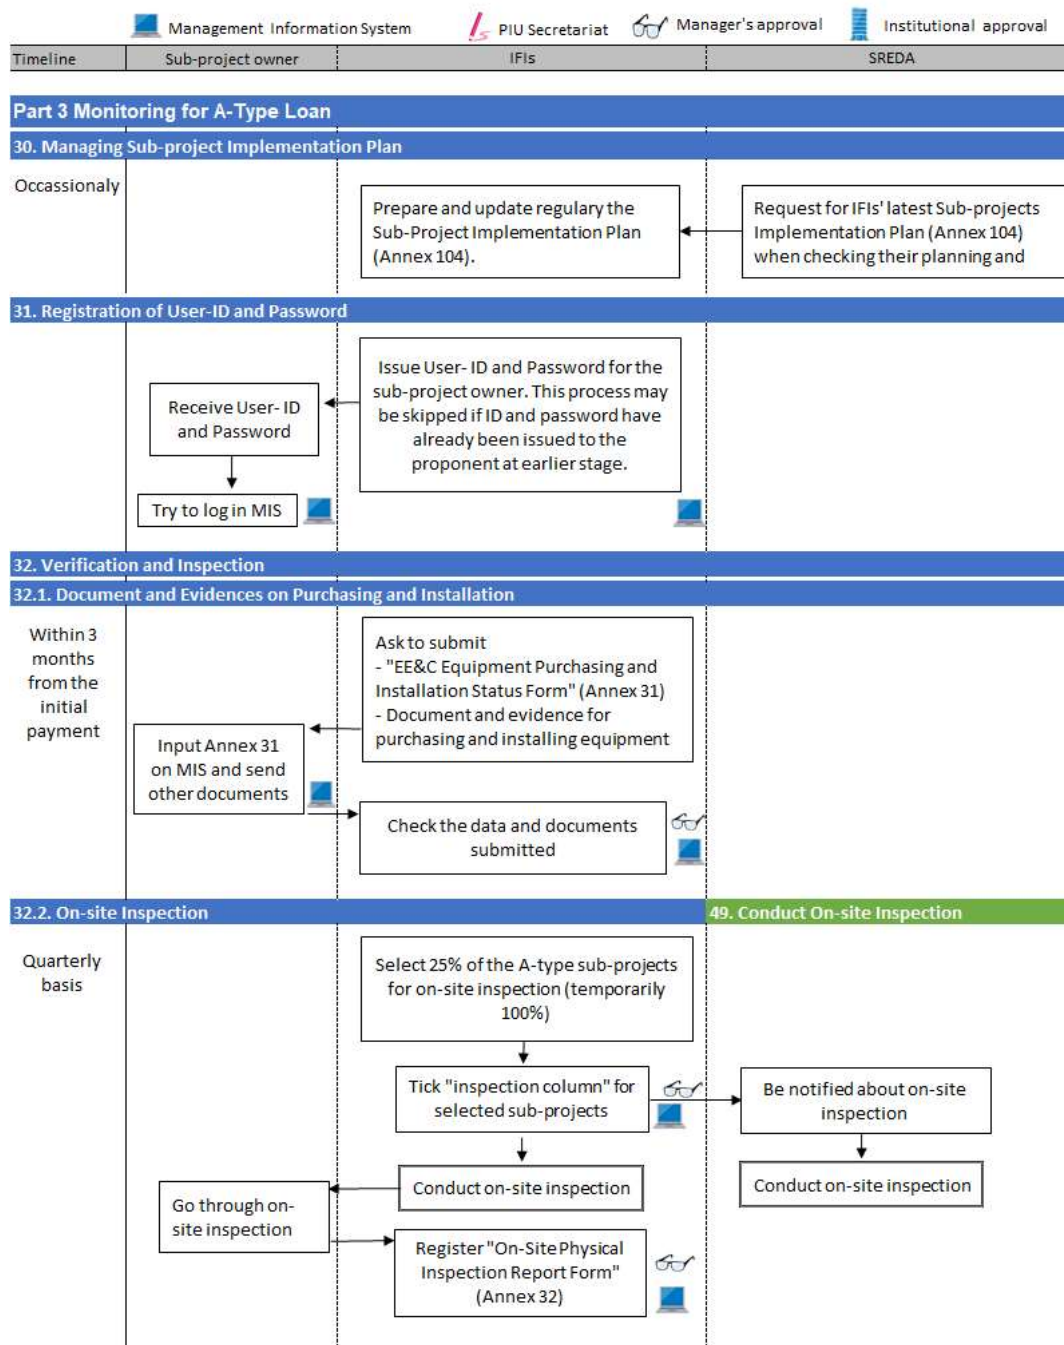 Management Information System
PIU Secretariat
Manager's approval
Institutional approval
Timeline
Sub-project owner
IFIs
SREDA
Part 3 Monitoring for A-Type Loan
30. Managing Sub-project Implementation Plan
Occassionaly
Prepare and update regulary the
Sub-Project Implementation Plan
(Annex 104).
Request for IFIs' latest Sub-projects
Implementation Plan (Annex 104)
when checking their planning and
31. Registration of User-ID and Password
Issue User- ID and Password for the
sub-project owner. This process may
be skipped if ID and password have
already been issued to the
proponent at earlier stage.
Receive User- ID
and Password
Try to log in MIS
32. Verification and Inspection
32.1. Document and Evidences on Purchasing and Installation
Within 3
months
from the
initial
payment
Ask to submit
- "EE&C Equipment Purchasing and
Installation Status Form" (Annex 31)
- Document and evidence for
purchasing and installing equipment
Input Annex 31
on MIS and send
other documents
Check the data and documents
submitted
32.2. On-site Inspection
49. Conduct On-site Inspection
Quarterly
basis
Select 25% of the A-type sub-projects
for on-site inspection (temporarily
100%)
Tick "inspection column" for
selected sub-projects
Be notified about on-site
inspection
Conduct on-site inspection
Conduct on-site inspection
Go through on-
site inspection
Register "On-Site Physical
Inspection Report Form"
(Annex 32)